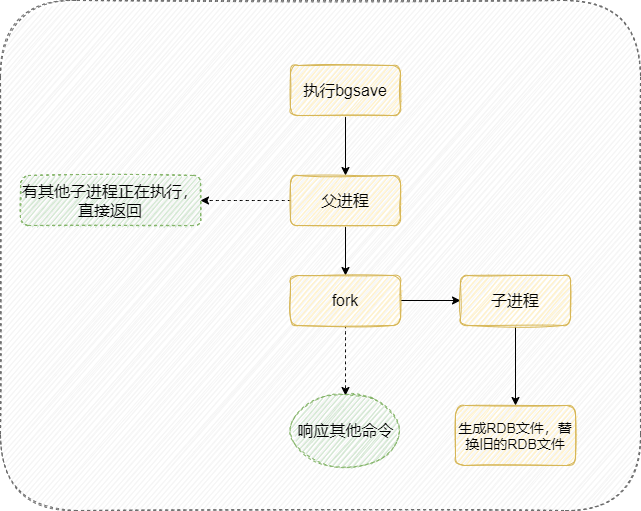 执行bgsave
有其他子进程正在执行，
直接返回
父进程
fork
子进程
响应其他命令
生成RDB文件，替
换旧的RDB文件